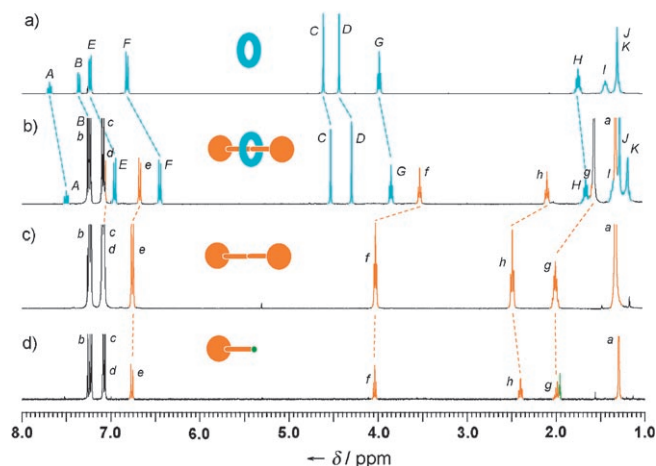 a) A B E F C D G H I J K
b) B b c d A E e F C D G f h H g I a J K
c) b c d e f h g a
d) b c d e f h g a
8.0 7.0 6.0 5.0 4.0 3.0 2.0 1.0
← δ / ppm